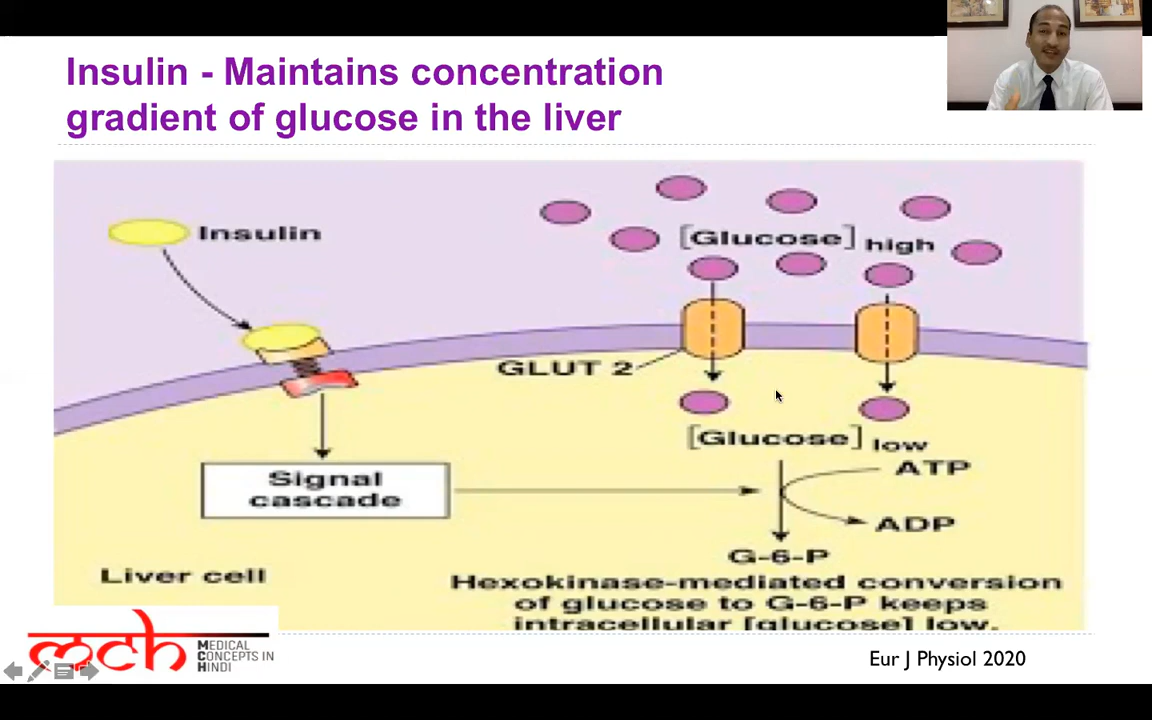 Insulin - Maintains concentration
gradient of glucose in the liver
Insulin
[Glucose] high
GLUT 2
[Glucose] low
ATP
Signal
cascade
ADP
G-6-P
Liver cell
Hexokinase-mediated conversion
of glucose to G-6-P keeps
intracellular [glucose] low.
mch
MEDICAL
CONCEPTS IN
HINDI
Eur J Physiol 2020